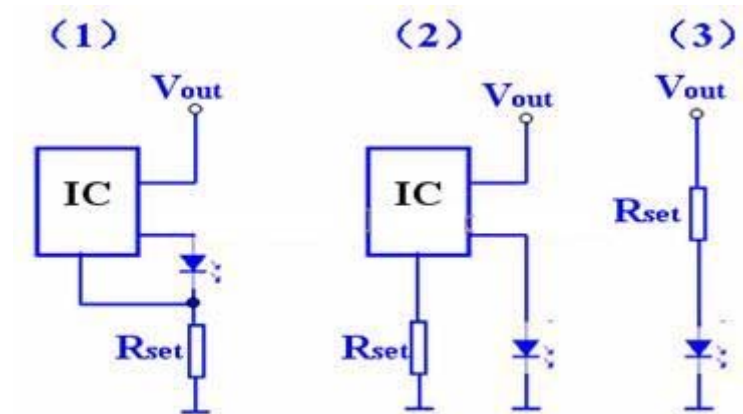 (1) (2) (3)
Vout Vout Vout
IC IC
Rset
Rset Rset